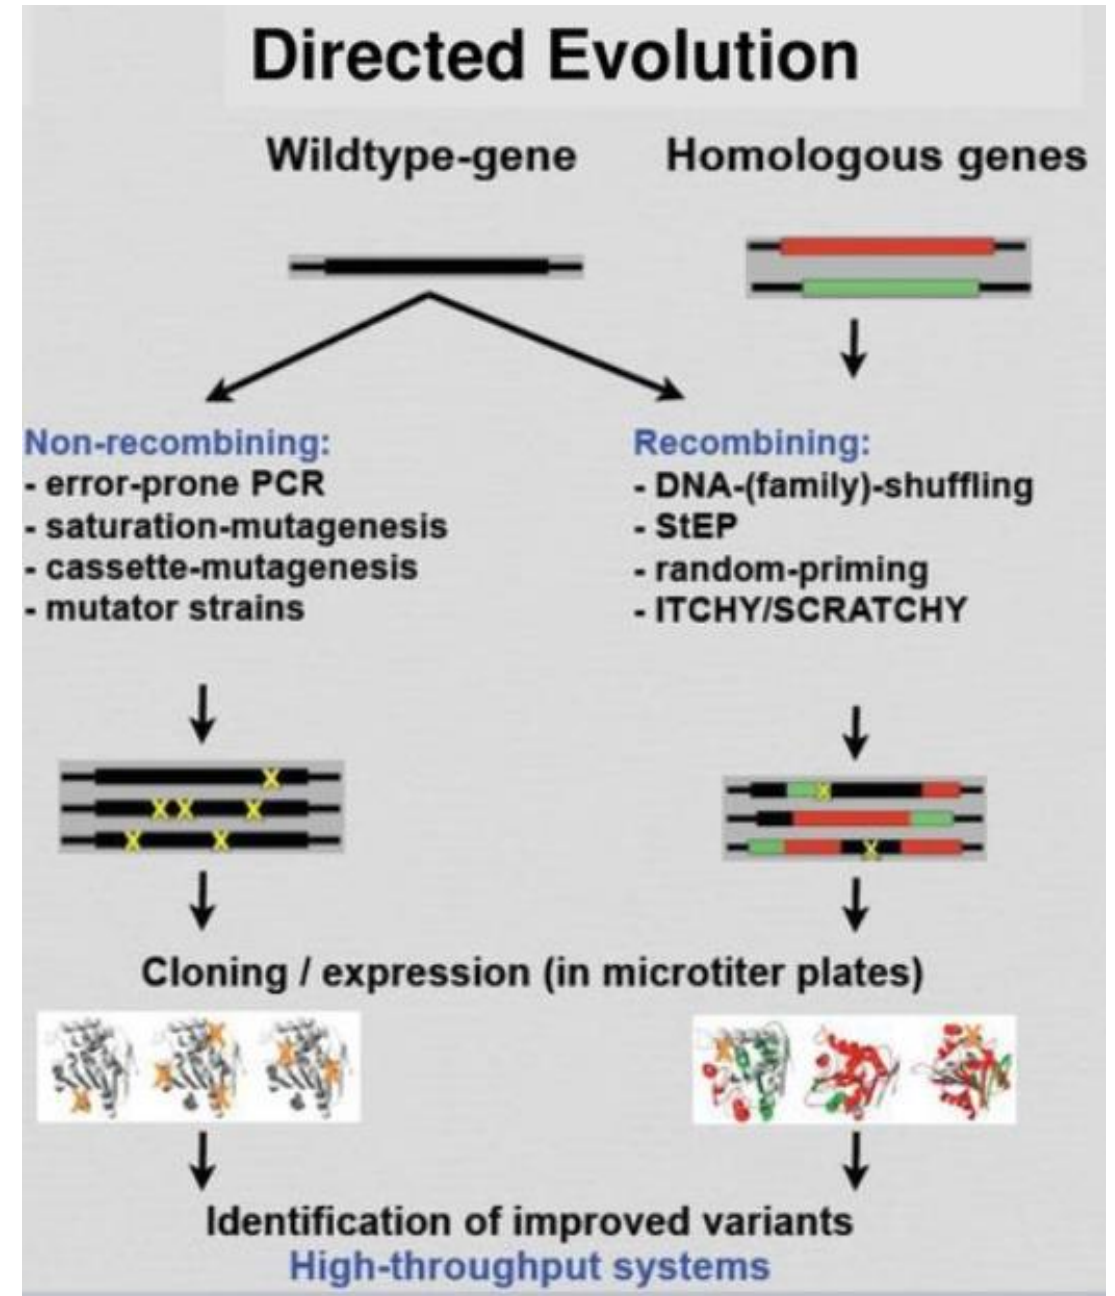 Directed Evolution
Wildtype-gene
Homologous genes
Non-recombining:
- error-prone PCR
- saturation-mutagenesis
- cassette-mutagenesis
- mutator strains
Recombining:
- DNA-(family)-shuffling
- StEP
- random-priming
- ITCHY/SCRATCHY
Cloning / expression (in microtiter plates)
Identification of improved variants
High-throughput systems